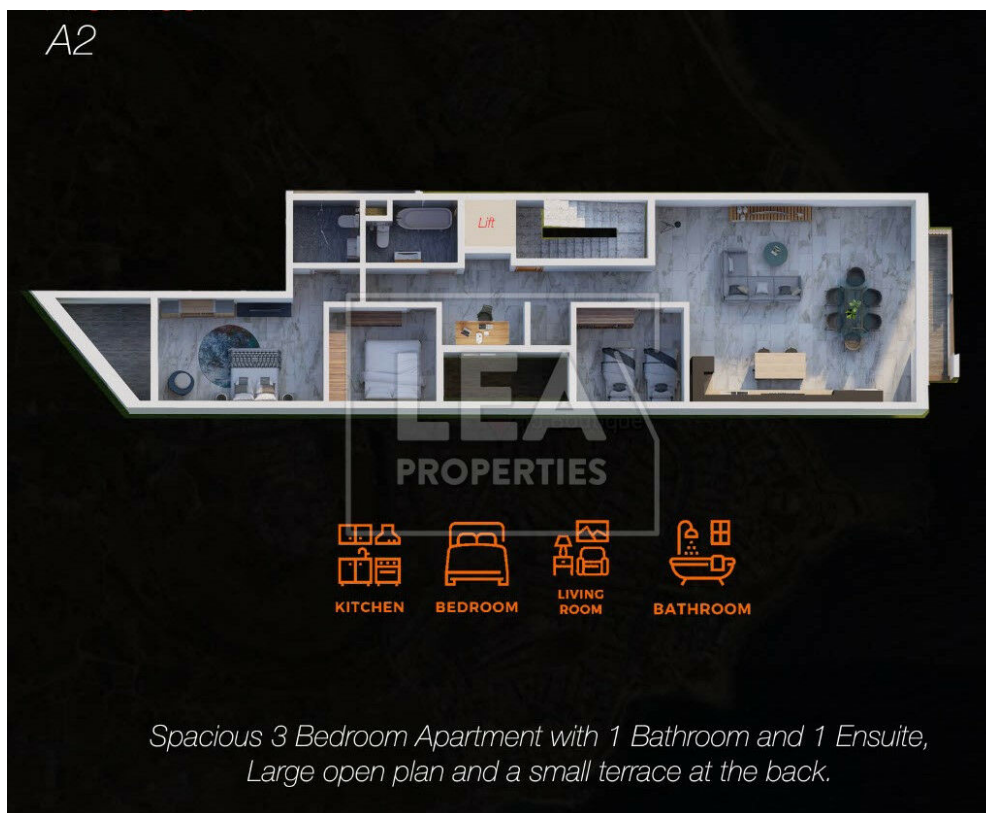 A2
Lift
LEA
PROPERTIES
KITCHEN
BEDROOM
LIVING
ROOM
BATHROOM
Spacious 3 Bedroom Apartment with 1 Bathroom and 1 Ensuite,
Large open plan and a small terrace at the back.